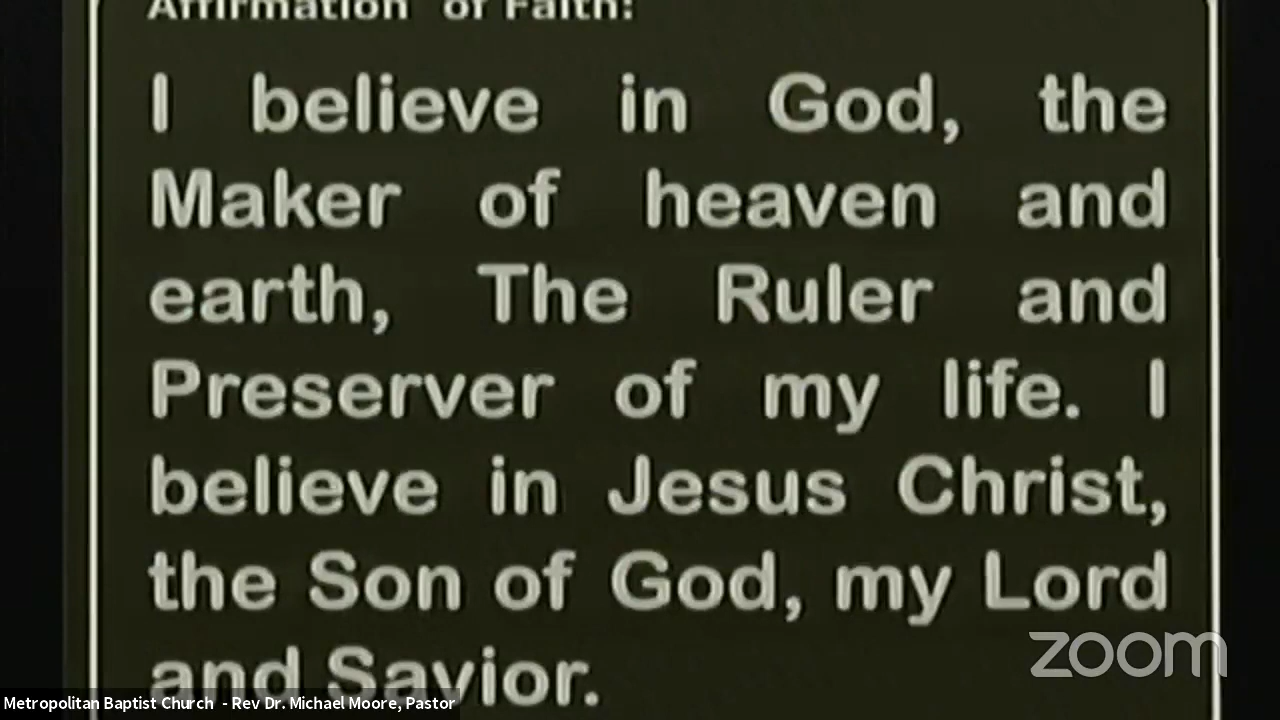 Affirmation of Faith:
I believe in God, the
Maker of heaven and
earth, The Ruler and
Preserver of my life. I
believe in Jesus Christ,
the Son of God, my Lord
and Savior.
zoom
Metropolitan Baptist Church - Rev Dr. Michael Moore, Pastor